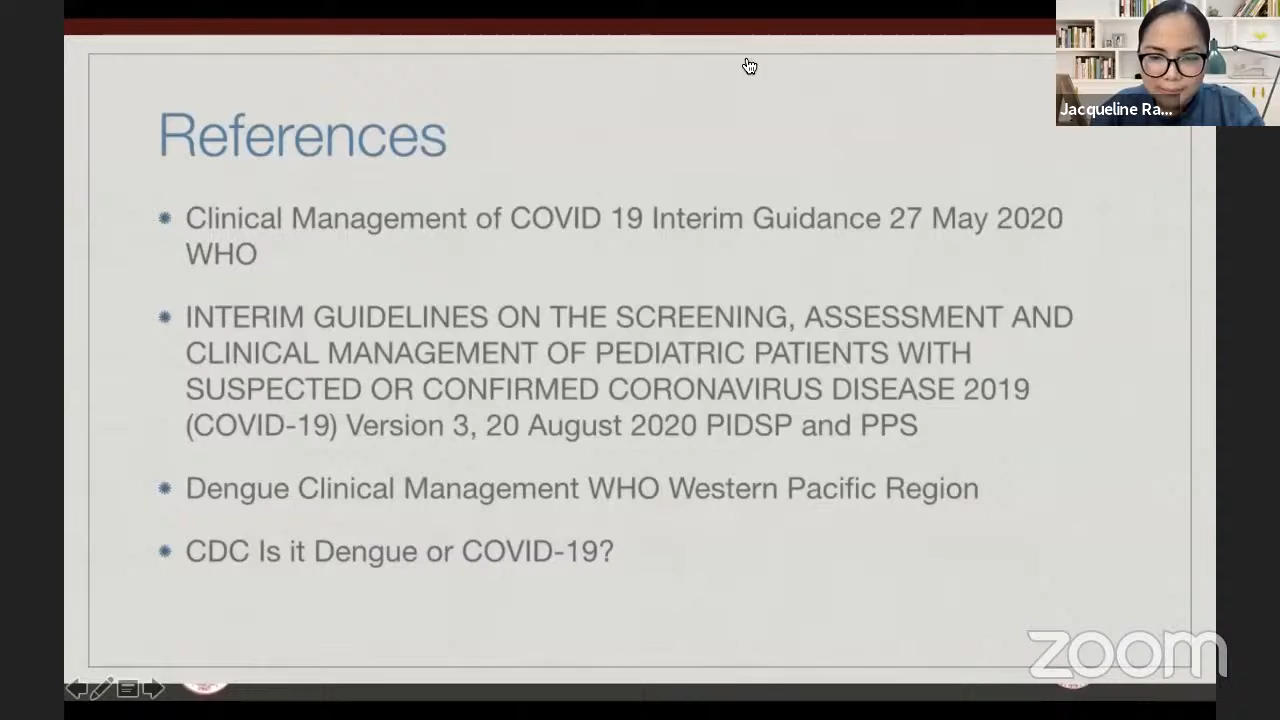 Jacqueline Ra...
References
Clinical Management of COVID 19 Interim Guidance 27 May 2020
WHO
INTERIM GUIDELINES ON THE SCREENING, ASSESSMENT AND
CLINICAL MANAGEMENT OF PEDIATRIC PATIENTS WITH
SUSPECTED OR CONFIRMED CORONAVIRUS DISEASE 2019
(COVID-19) Version 3, 20 August 2020 PIDSP and PPS
Dengue Clinical Management WHO Western Pacific Region
CDC Is it Dengue or COVID-19?
zoom